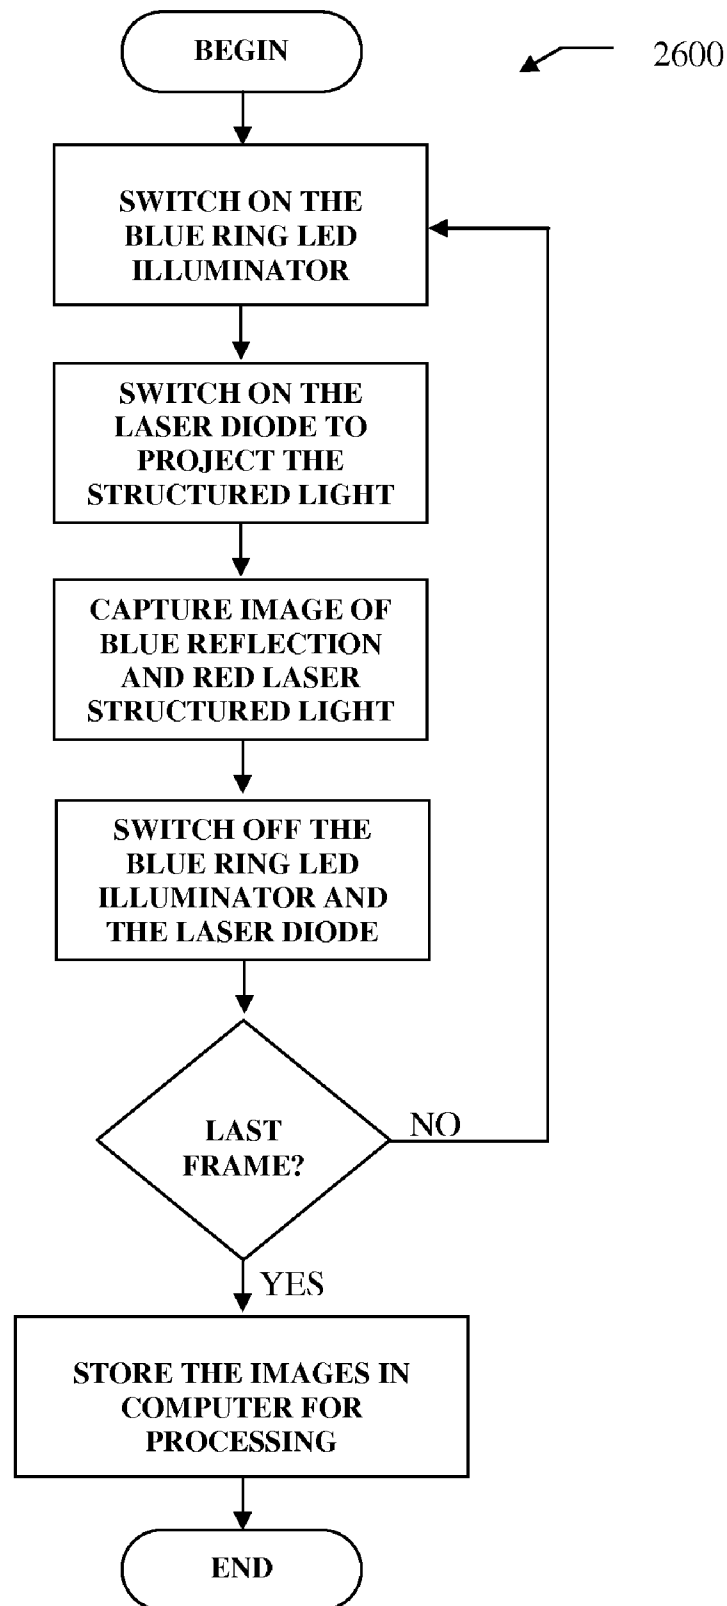 BEGIN
2600
SWITCH ON THE
BLUE RING LED
ILLUMINATOR
SWITCH ON THE
LASER DIODE TO
PROJECT THE
STRUCTURED LIGHT
CAPTURE IMAGE OF
BLUE REFLECTION
AND RED LASER
STRUCTURED LIGHT
SWITCH OFF THE
BLUE RING LED
ILLUMINATOR AND
THE LASER DIODE
LAST
FRAME?
NO
YES
STORE THE IMAGES IN
COMPUTER FOR
PROCESSING
END